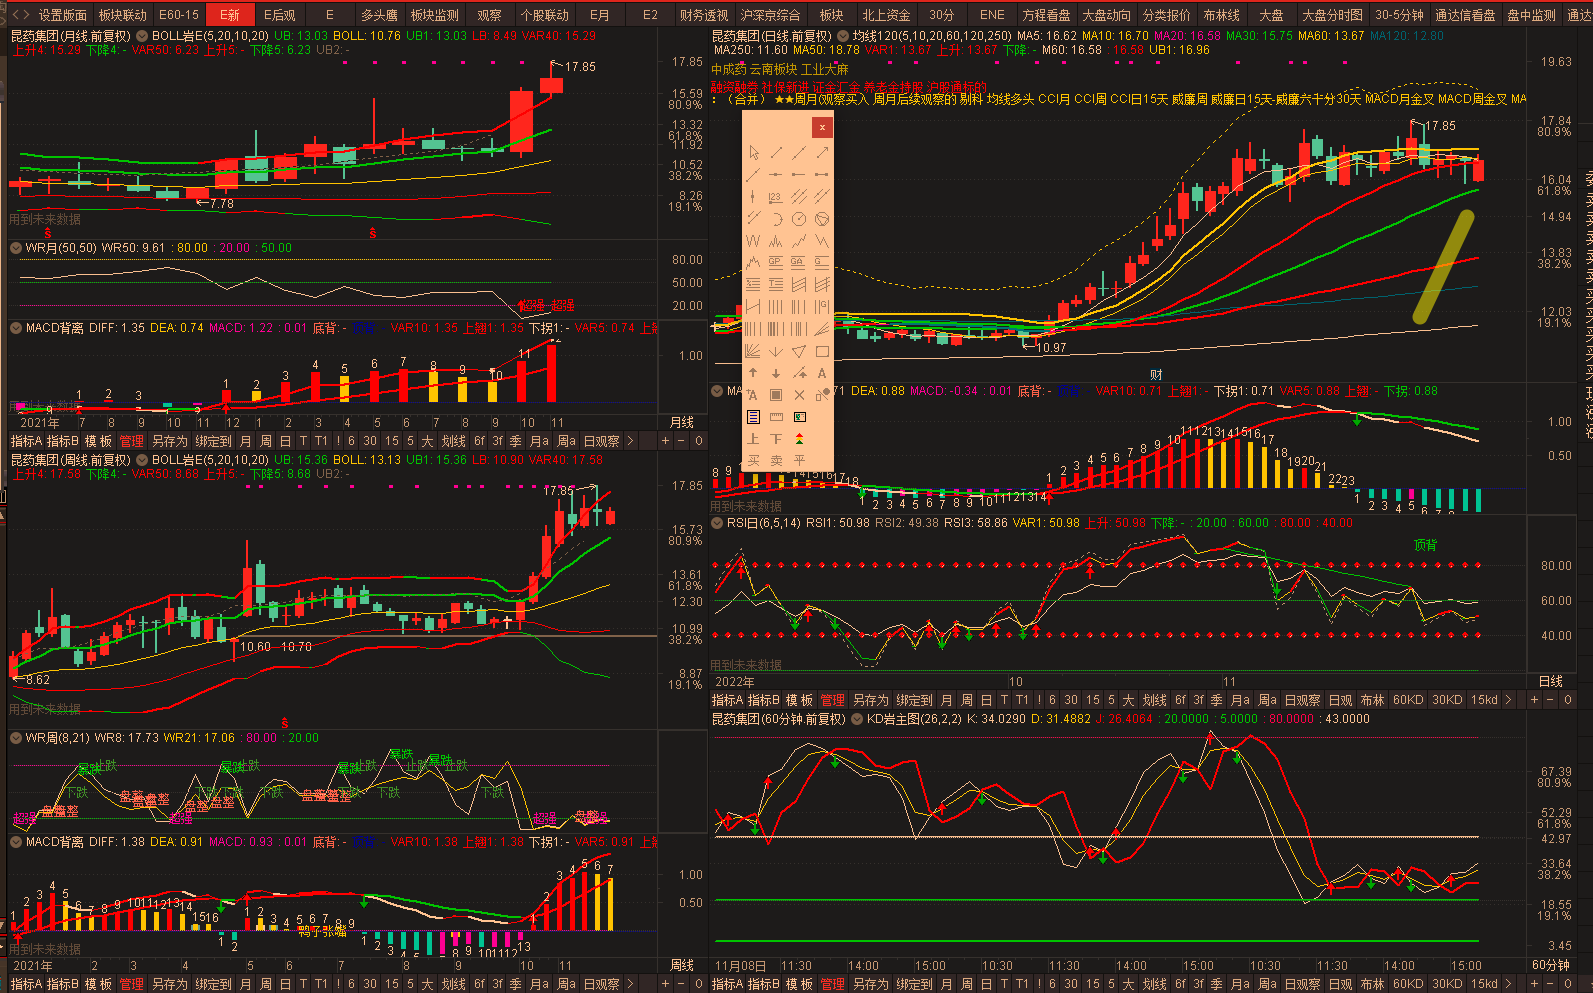 设置版面 板块联动 E60-15 E新 E后观 E 多头鹰 板块监测 观察 个股联动 E月 E2 财务透视 沪深京综合 板块 北上资金 30分 ENE 方程看盘 大盘动向 分类报价 布林线 大盘 大盘分时图 30-5分钟 通达信看盘 盘中监测
昆药集团(月线.前复权) BOLL岩E(5,20,10,20) UB: 13.03 BOLL: 10.76 UB1: 13.03 LB: 8.49 VAR40: 15.29
上升4: 15.29 下降4: - VAR50: 6.23 上升5: - 下降5: 6.23 UB2: -
17.85
17.85
15.59
80.9%
13.32
61.8%
11.92
10.52
38.2%
8.26
19.1%
7.78
用到未来数据
WR月(50,50) WR50: 9.61 : 80.00 : 20.00 : 50.00
80.00
50.00
20.00
超强 超强
MACD背离 DIFF: 1.35 DEA: 0.74 MACD: 1.22 : 0.01 底背: - 顶背: - VAR10: 1.35 上翘1: 1.35 下拐1: - VAR5: 0.74
1.00
2021年 7 8 9 10 11 12 1 2 3 4 5 6 7 8 9 10 11 月线
指标A 指标B 模 板 管理 另存为 绑定到 月 周 日 T T1 ! 6 30 15 5 大 划线 6f 3f 季 月a 周a 日观察 > + - 0
昆药集团(周线.前复权) BOLL岩E(5,20,10,20) UB: 15.36 BOLL: 13.13 UB1: 15.36 LB: 10.90 VAR40: 17.58
上升4: 17.58 下降4: - VAR50: 8.68 上升5: - 下降5: 8.68 UB2: -
17.85
17.85
15.73
80.9%
13.61
61.8%
12.30
10.99
38.2%
8.87
19.1%
10.60 10.70
8.62
用到未来数据
WR周(8,21) WR8: 17.73 WR21: 17.06 : 80.00 : 20.00
MACD背离 DIFF: 1.38 DEA: 0.91 MACD: 0.93 : 0.01 底背: - 顶背: - VAR10: 1.38 上翘1: 1.38 下拐1: - VAR5: 0.91
1.00
0.50
鸭子张嘴
用到未来数据
2021年 2 3 4 5 6 7 8 9 10 11 周线
指标A 指标B 模 板 管理 另存为 绑定到 月 周 日 T T1 ! 6 30 15 5 大 划线 6f 3f 季 月a 周a 日观察 > + - 0
昆药集团(日线.前复权) 均线120(5,10,20,60,120,250) MA5: 16.62 MA10: 16.70 MA20: 16.58 MA30: 15.75 MA60: 13.67 MA120: 12.80
MA250: 11.60 MA50: 18.78 VAR1: 13.67 上升: 13.67 下降: - M60: 16.58 : 16.58 UB1: 16.96
中成药 云南板块 工业大麻
融资融券 社保新进 证金汇金 养老金持股 沪股通标的
: (合并) ★★周月(观察买入 周月后续观察的 剔科 均线多头 CCI月 CCI周 CCI日15天 威廉周 威廉日15天-威廉六十分30天 MACD月金叉 MACD周金叉 MA
19.63
17.84
80.9%
17.85
16.04
61.8%
14.94
13.83
38.2%
12.03
19.1%
10.97
财
DEA: 0.88 MACD: -0.34 : 0.01 底背: - 顶背: - VAR10: 0.71 上翘1: - 下拐1: 0.71 VAR5: 0.88 上翘: - 下拐: 0.88
1.00
0.50
用到未来数据
RSI日(6,5,14) RSI1: 50.98 RSI2: 49.38 RSI3: 58.86 VAR1: 50.98 上升: 50.98 下降: - : 20.00 : 60.00 : 80.00 : 40.00
顶背
80.00
60.00
40.00
用到未来数据
2022年 10 11 日线
指标A 指标B 模 板 管理 另存为 绑定到 月 周 日 T T1 ! 6 30 15 5 大 划线 6f 3f 季 月a 周a 日观察 日观 布林 60KD 30KD 15kd > + - 0
昆药集团(60分钟.前复权) KD岩主图(26,2,2) K: 34.0290 D: 31.4882 J: 26.4064 : 20.0000 : 5.0000 : 80.0000 : 43.0000
67.39
80.9%
52.29
61.8%
42.97
33.64
38.2%
18.55
19.1%
3.45
11月08日 11:30 14:00 15:00 10:30 11:30 14:00 15:00 10:30 11:30 14:00 15:00 60分钟
指标A 指标B 模 板 管理 另存为 绑定到 月 周 日 T T1 ! 6 30 15 5 大 划线 6f 3f 季 月a 周a 日观察 日观 布林 60KD 30KD 15kd > + - 0